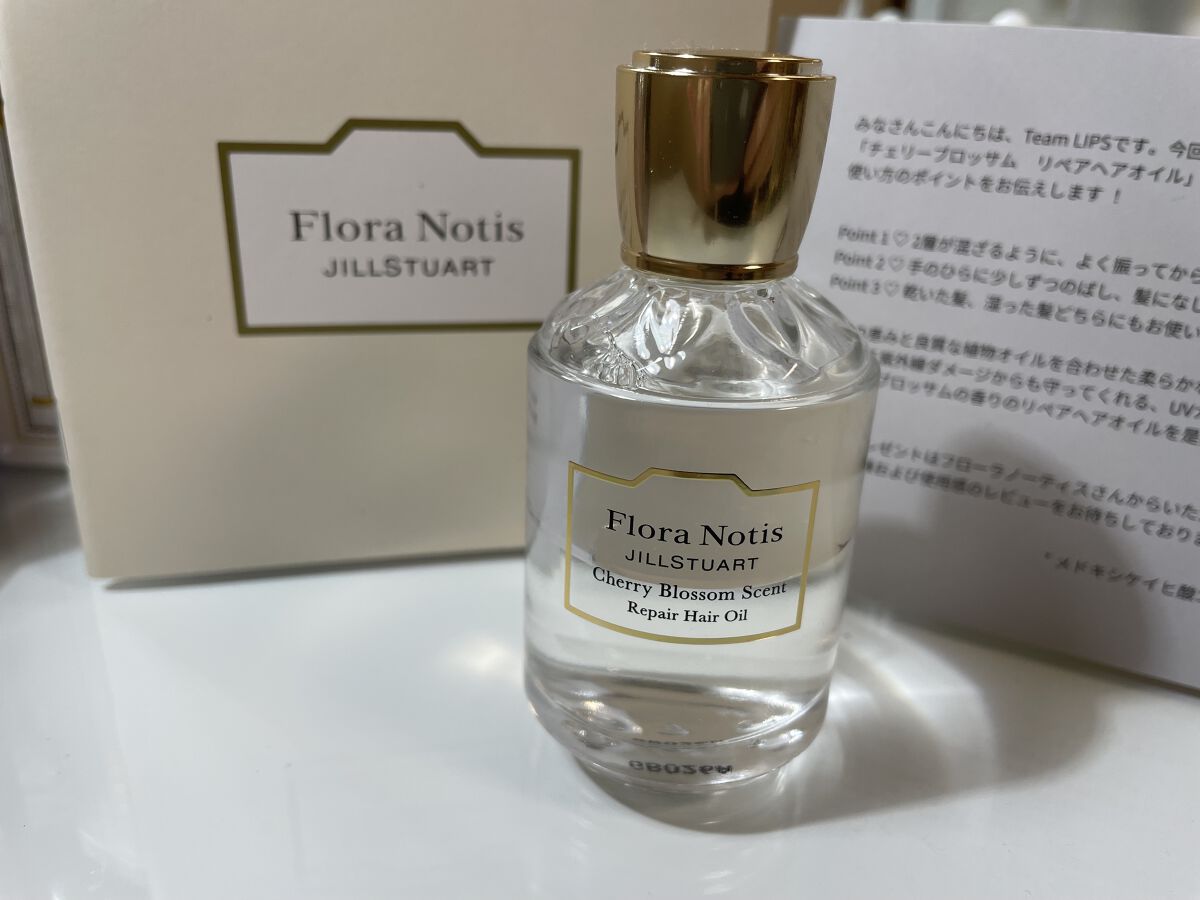 Flora Notis
JILLSTUART
Flora Notis
JILLSTUART
Cherry Blossom Scent
Repair Hair Oil
GB026A
みなさんこんにちは、Team LIPSです。今回
「チェリーブロッサム リペアヘアオイル」
使い方のポイントをお伝えします！
Point 1♡2層が混ざるように、よく振ってから
Point 2♡手のひらに少しずつのばし、髪になじ
Point 3♡乾いた髪、湿った髪どちらにもお使い
恵みと良質な植物オイルを合わせた柔らかな
紫外線ダメージからも守ってくれる、UV
ブロッサムの香りのリペアヘアオイルを是
ゼントはフローラノーティスさんからいた
および使用感のレビューをお待ちしており
*メトキシケイヒ酸